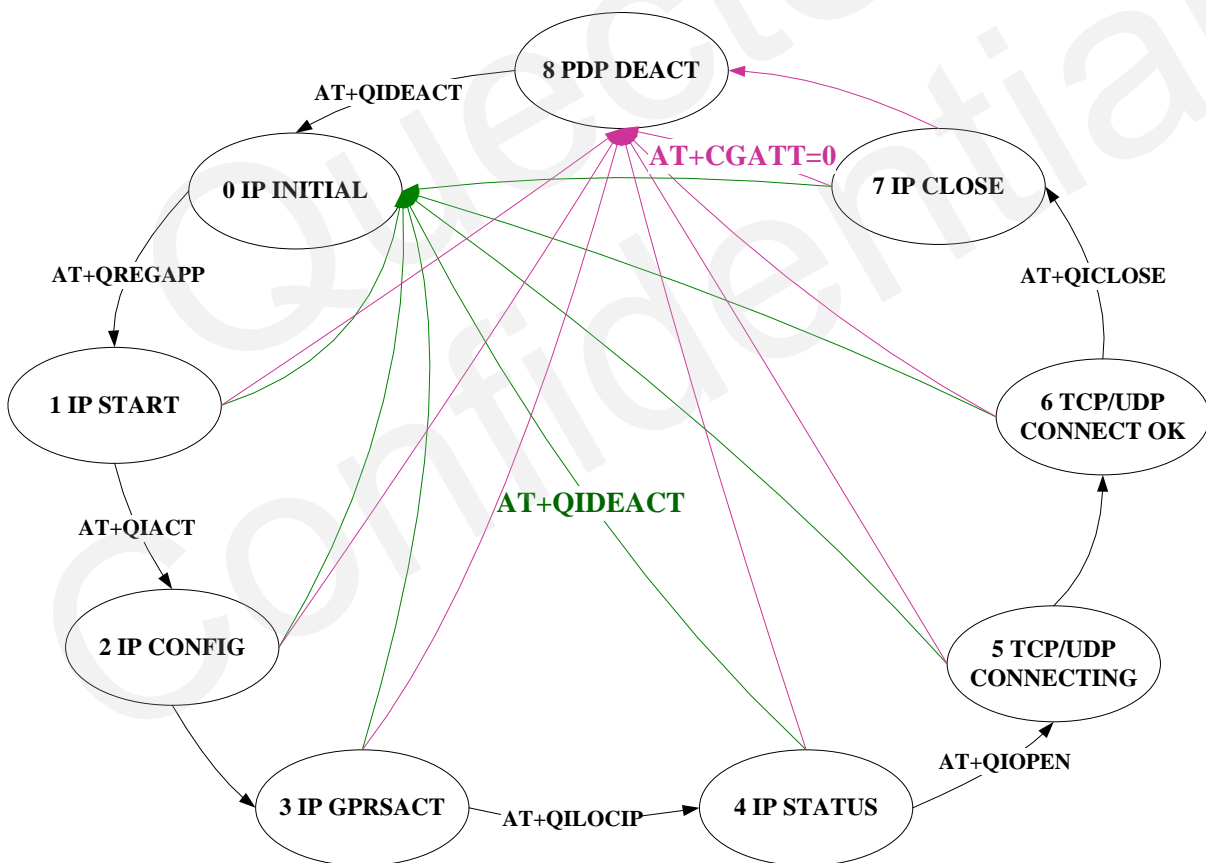 8 PDP DEACT
AT+QIDEACT
AT+CGATT=0
0 IP INITIAL
7 IP CLOSE
AT+QREGAPP
AT+QICLOSE
1 IP START
6 TCP/UDP
CONNECT OK
AT+QIDEACT
AT+QIACT
2 IP CONFIG
5 TCP/UDP
CONNECTING
AT+QIOPEN
3 IP GPRSACT
AT+QILOCIP
4 IP STATUS
Confidential